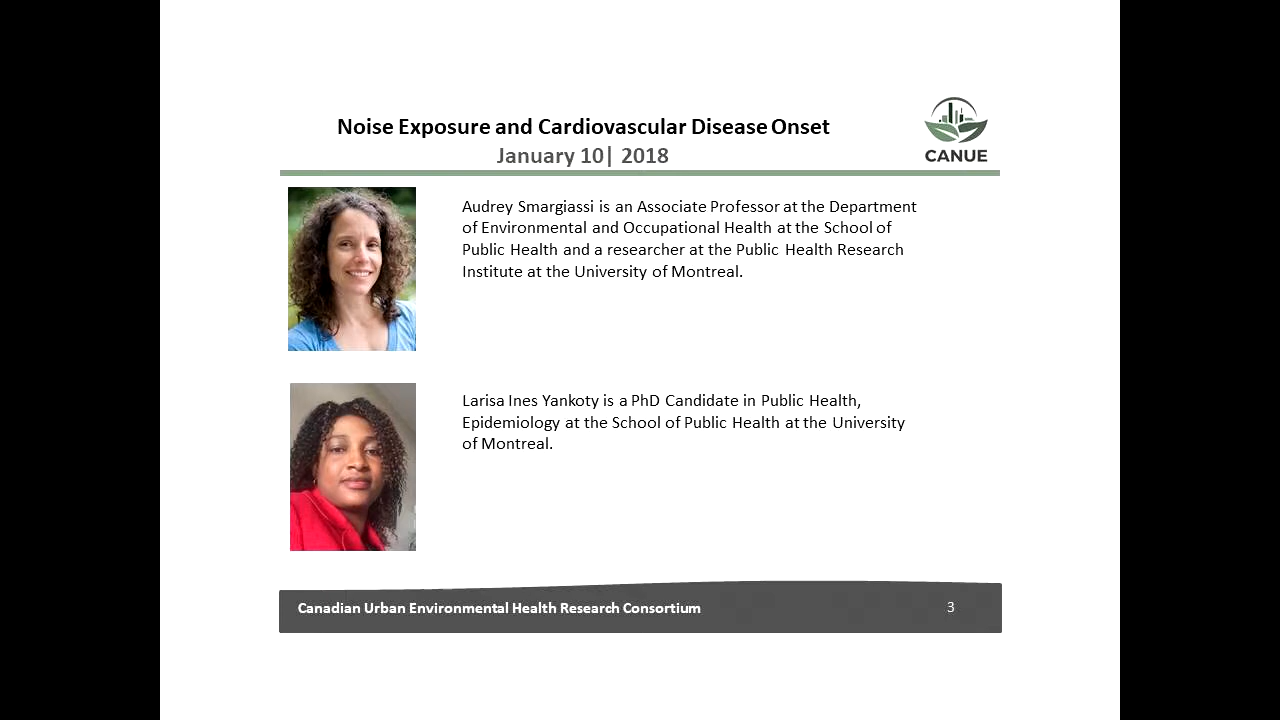 Noise Exposure and Cardiovascular Disease Onset
January 10| 2018
CANUE
Audrey Smargiassi is an Associate Professor at the Department
of Environmental and Occupational Health at the School of
Public Health and a researcher at the Public Health Research
Institute at the University of Montreal.
Larisa Ines Yankoty is a PhD Candidate in Public Health,
Epidemiology at the School of Public Health at the University
of Montreal.
Canadian Urban Environmental Health Research Consortium
3